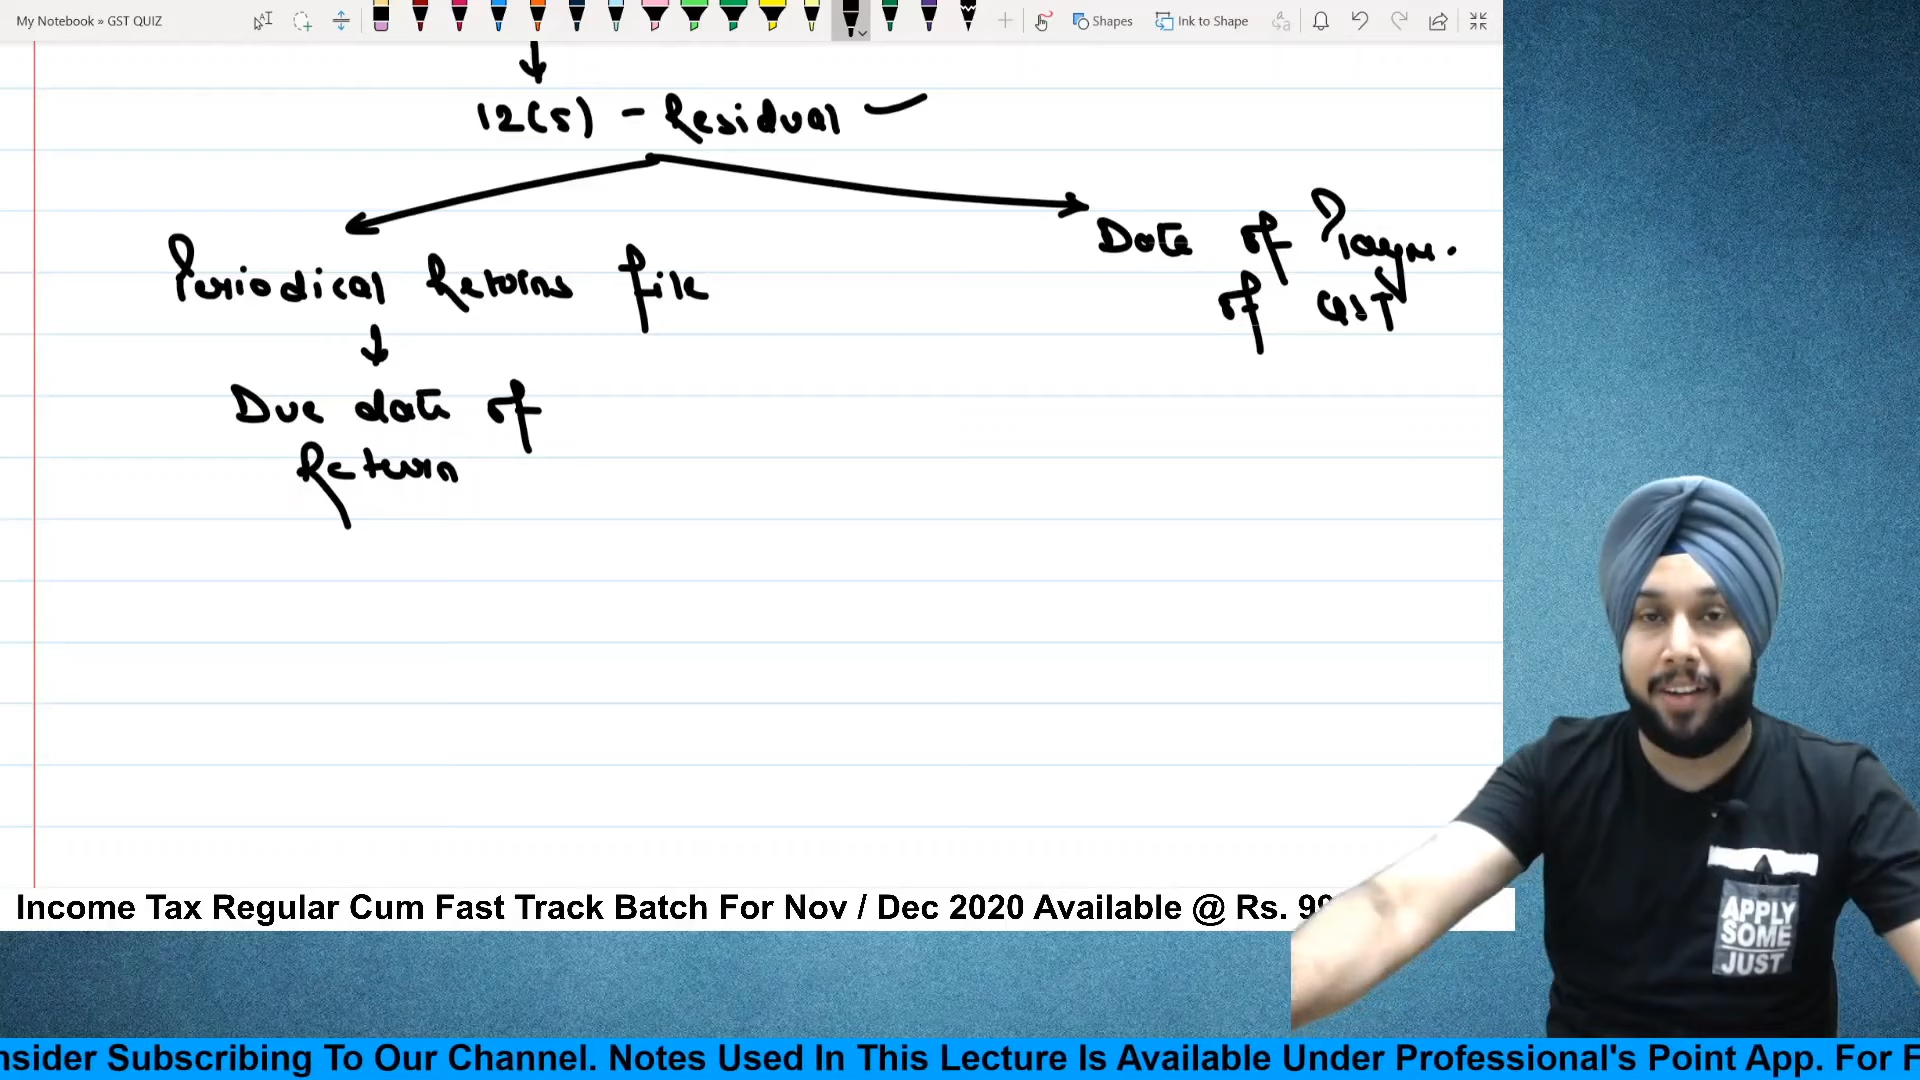 My Notebook » GST QUIZ
Shapes
Ink to Shape
12(5) - Residual
Periodical Returns file
Date of Paym.
of GST
Due date of
Return
APPLY
SOME
JUST
Income Tax Regular Cum Fast Track Batch For Nov / Dec 2020 Available @ Rs. 99
nsider Subscribing To Our Channel. Notes Used In This Lecture Is Available Under Professional's Point App. For F